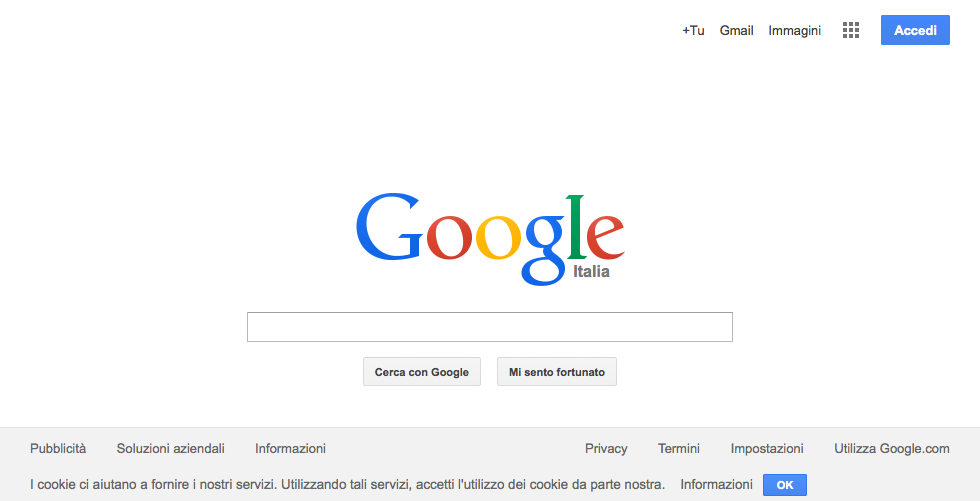 +Tu Gmail Immagini Accedi
Google
Italia
Cerca con Google Mi sento fortunato
Pubblicità Soluzioni aziendali Informazioni Privacy Termini Impostazioni Utilizza Google.com
I cookie ci aiutano a fornire i nostri servizi. Utilizzando tali servizi, accetti l'utilizzo dei cookie da parte nostra. Informazioni OK